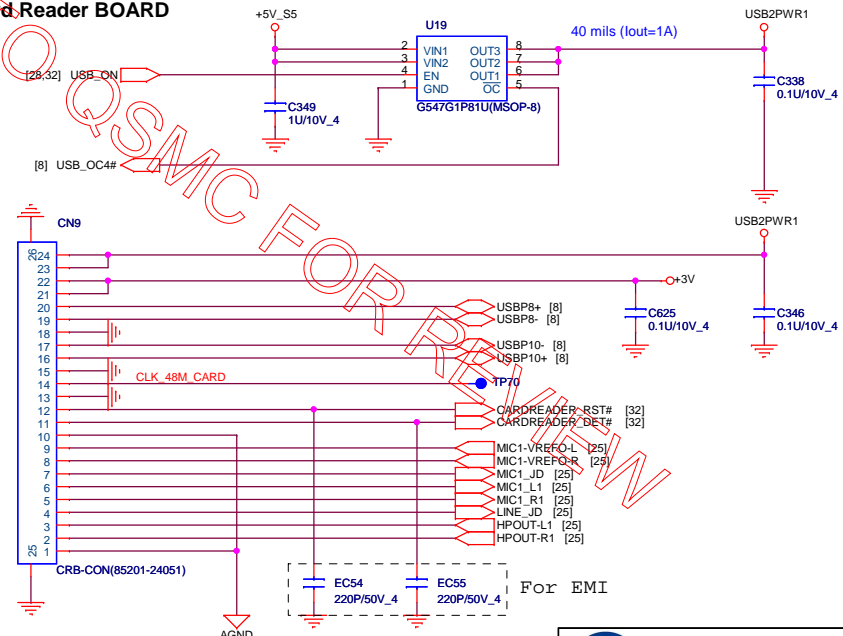 d Reader BOARD
+5V_S5
U19
40 mils (Iout=1A)
USB2PWR1
2 VIN1 OUT3 8
3 VIN2 OUT2 7
4 EN OUT1 6
1 GND OC 5
G547G1P81U(MSOP-8)
[28,32] USB_ON
C349
1U/10V_4
C338
0.1U/10V_4
[8] USB_OC4#
QSMC FOR REVIEW
CN9
USB2PWR1
26
24
23
22
21
20
19
18
17
16
15
14
13
12
11
10
9
8
7
6
5
4
3
2
1
25
+3V
C625
0.1U/10V_4
C346
0.1U/10V_4
USBP8+ [8]
USBP8- [8]
USBP10- [8]
USBP10+ [8]
CLK_48M_CARD
TP70
CARDREADER_RST# [32]
CARDREADER_DET# [32]
MIC1-VREFO-L [25]
MIC1-VREFO-R [25]
MIC1_JD [25]
MIC1_L1 [25]
MIC1_R1 [25]
LINE_JD [25]
HPOUT-L1 [25]
HPOUT-R1 [25]
CRB-CON(85201-24051)
EC54
220P/50V_4
EC55
220P/50V_4
For EMI
AGND